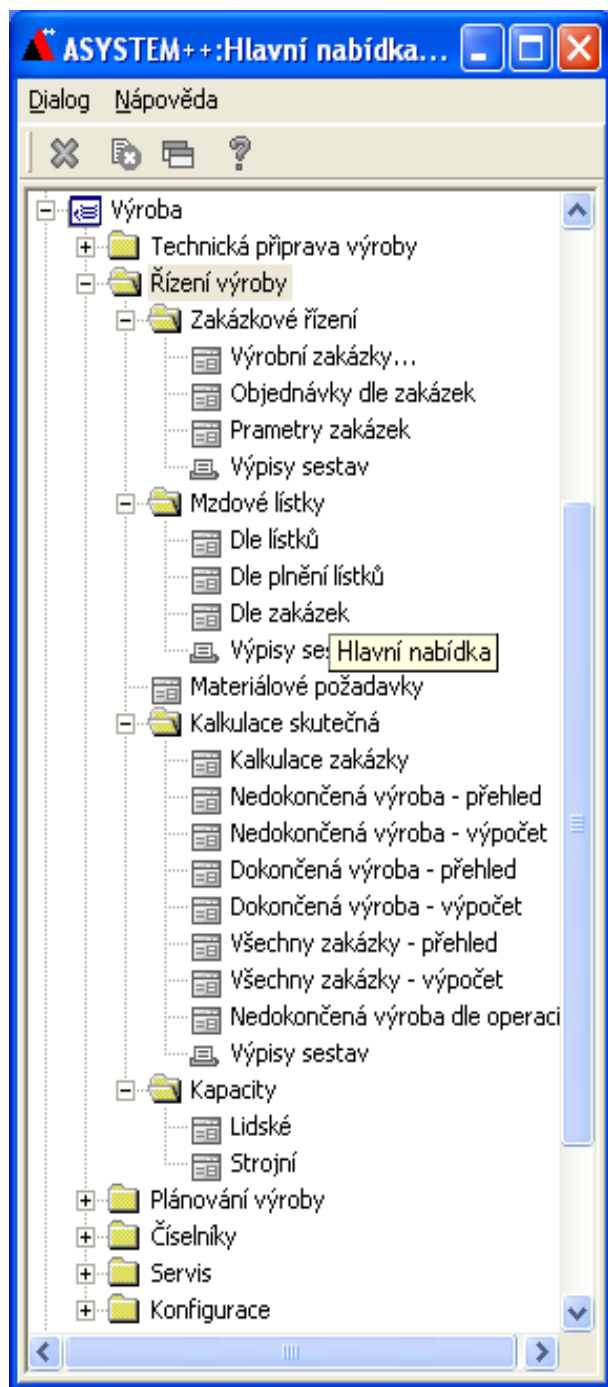 ASYSTEM++:Hlavní nabídka...
Dialog Nápověda
Výroba
Technická příprava výroby
Řízení výroby
Zakázkové řízení
Výrobní zakázky...
Objednávky dle zakázek
Prametry zakázek
Výpisy sestav
Mzdové lístky
Dle lístků
Dle plnění lístků
Dle zakázek
Výpisy se
Hlavní nabídka
Materiálové požadavky
Kalkulace skutečná
Kalkulace zakázky
Nedokončená výroba - přehled
Nedokončená výroba - výpočet
Dokončená výroba - přehled
Dokončená výroba - výpočet
Všechny zakázky - přehled
Všechny zakázky - výpočet
Nedokončená výroba dle operaci
Výpisy sestav
Kapacity
Lidské
Strojní
Plánování výroby
Číselníky
Servis
Konfigurace